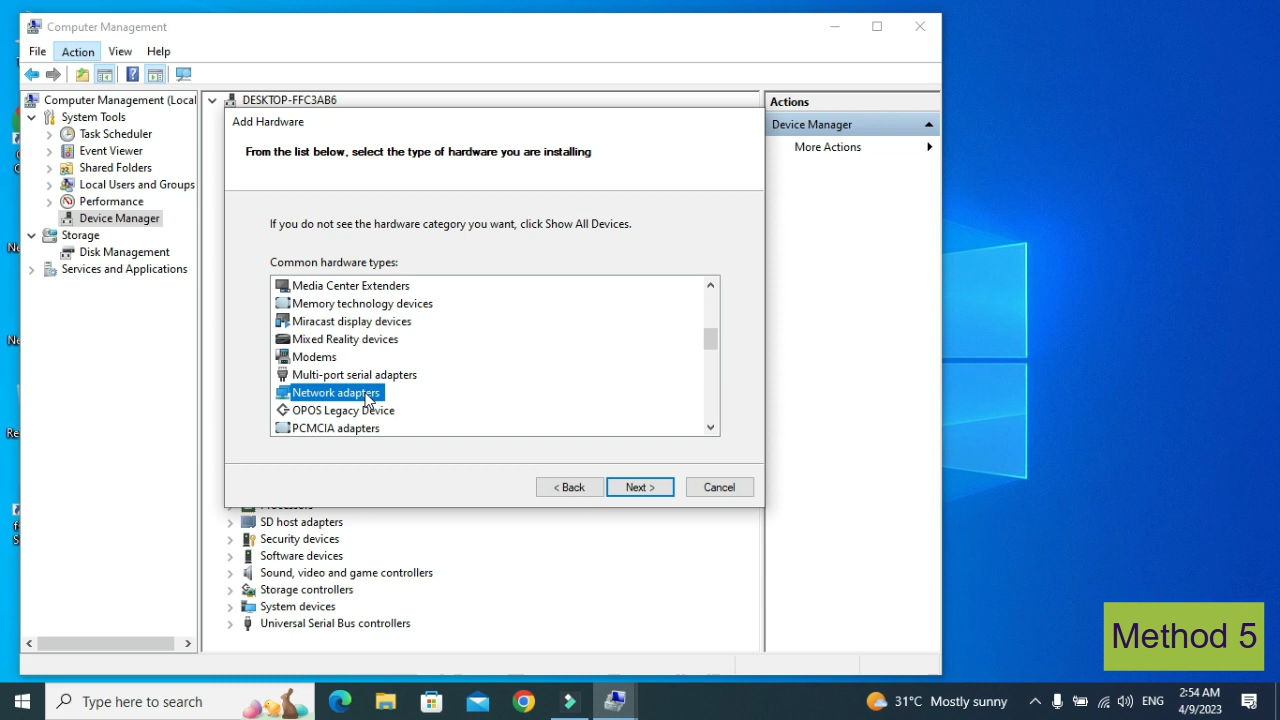 Computer Management
File Action View Help
Computer Management (Local
System Tools
Task Scheduler
Event Viewer
Shared Folders
Local Users and Groups
Performance
Device Manager
Storage
Disk Management
Services and Applications
DESKTOP-FFC3AB6
Add Hardware
From the list below, select the type of hardware you are installing
If you do not see the hardware category you want, click Show All Devices.
Common hardware types:
Media Center Extenders
Memory technology devices
Miracast display devices
Mixed Reality devices
Modems
Multi-port serial adapters
Network adapters
OPOS Legacy Device
PCMCIA adapters
< Back Next > Cancel
SD host adapters
Security devices
Software devices
Sound, video and game controllers
Storage controllers
System devices
Universal Serial Bus controllers
Actions
Device Manager
More Actions
Method 5
Type here to search
31°C Mostly sunny
ENG
2:54 AM
4/9/2023